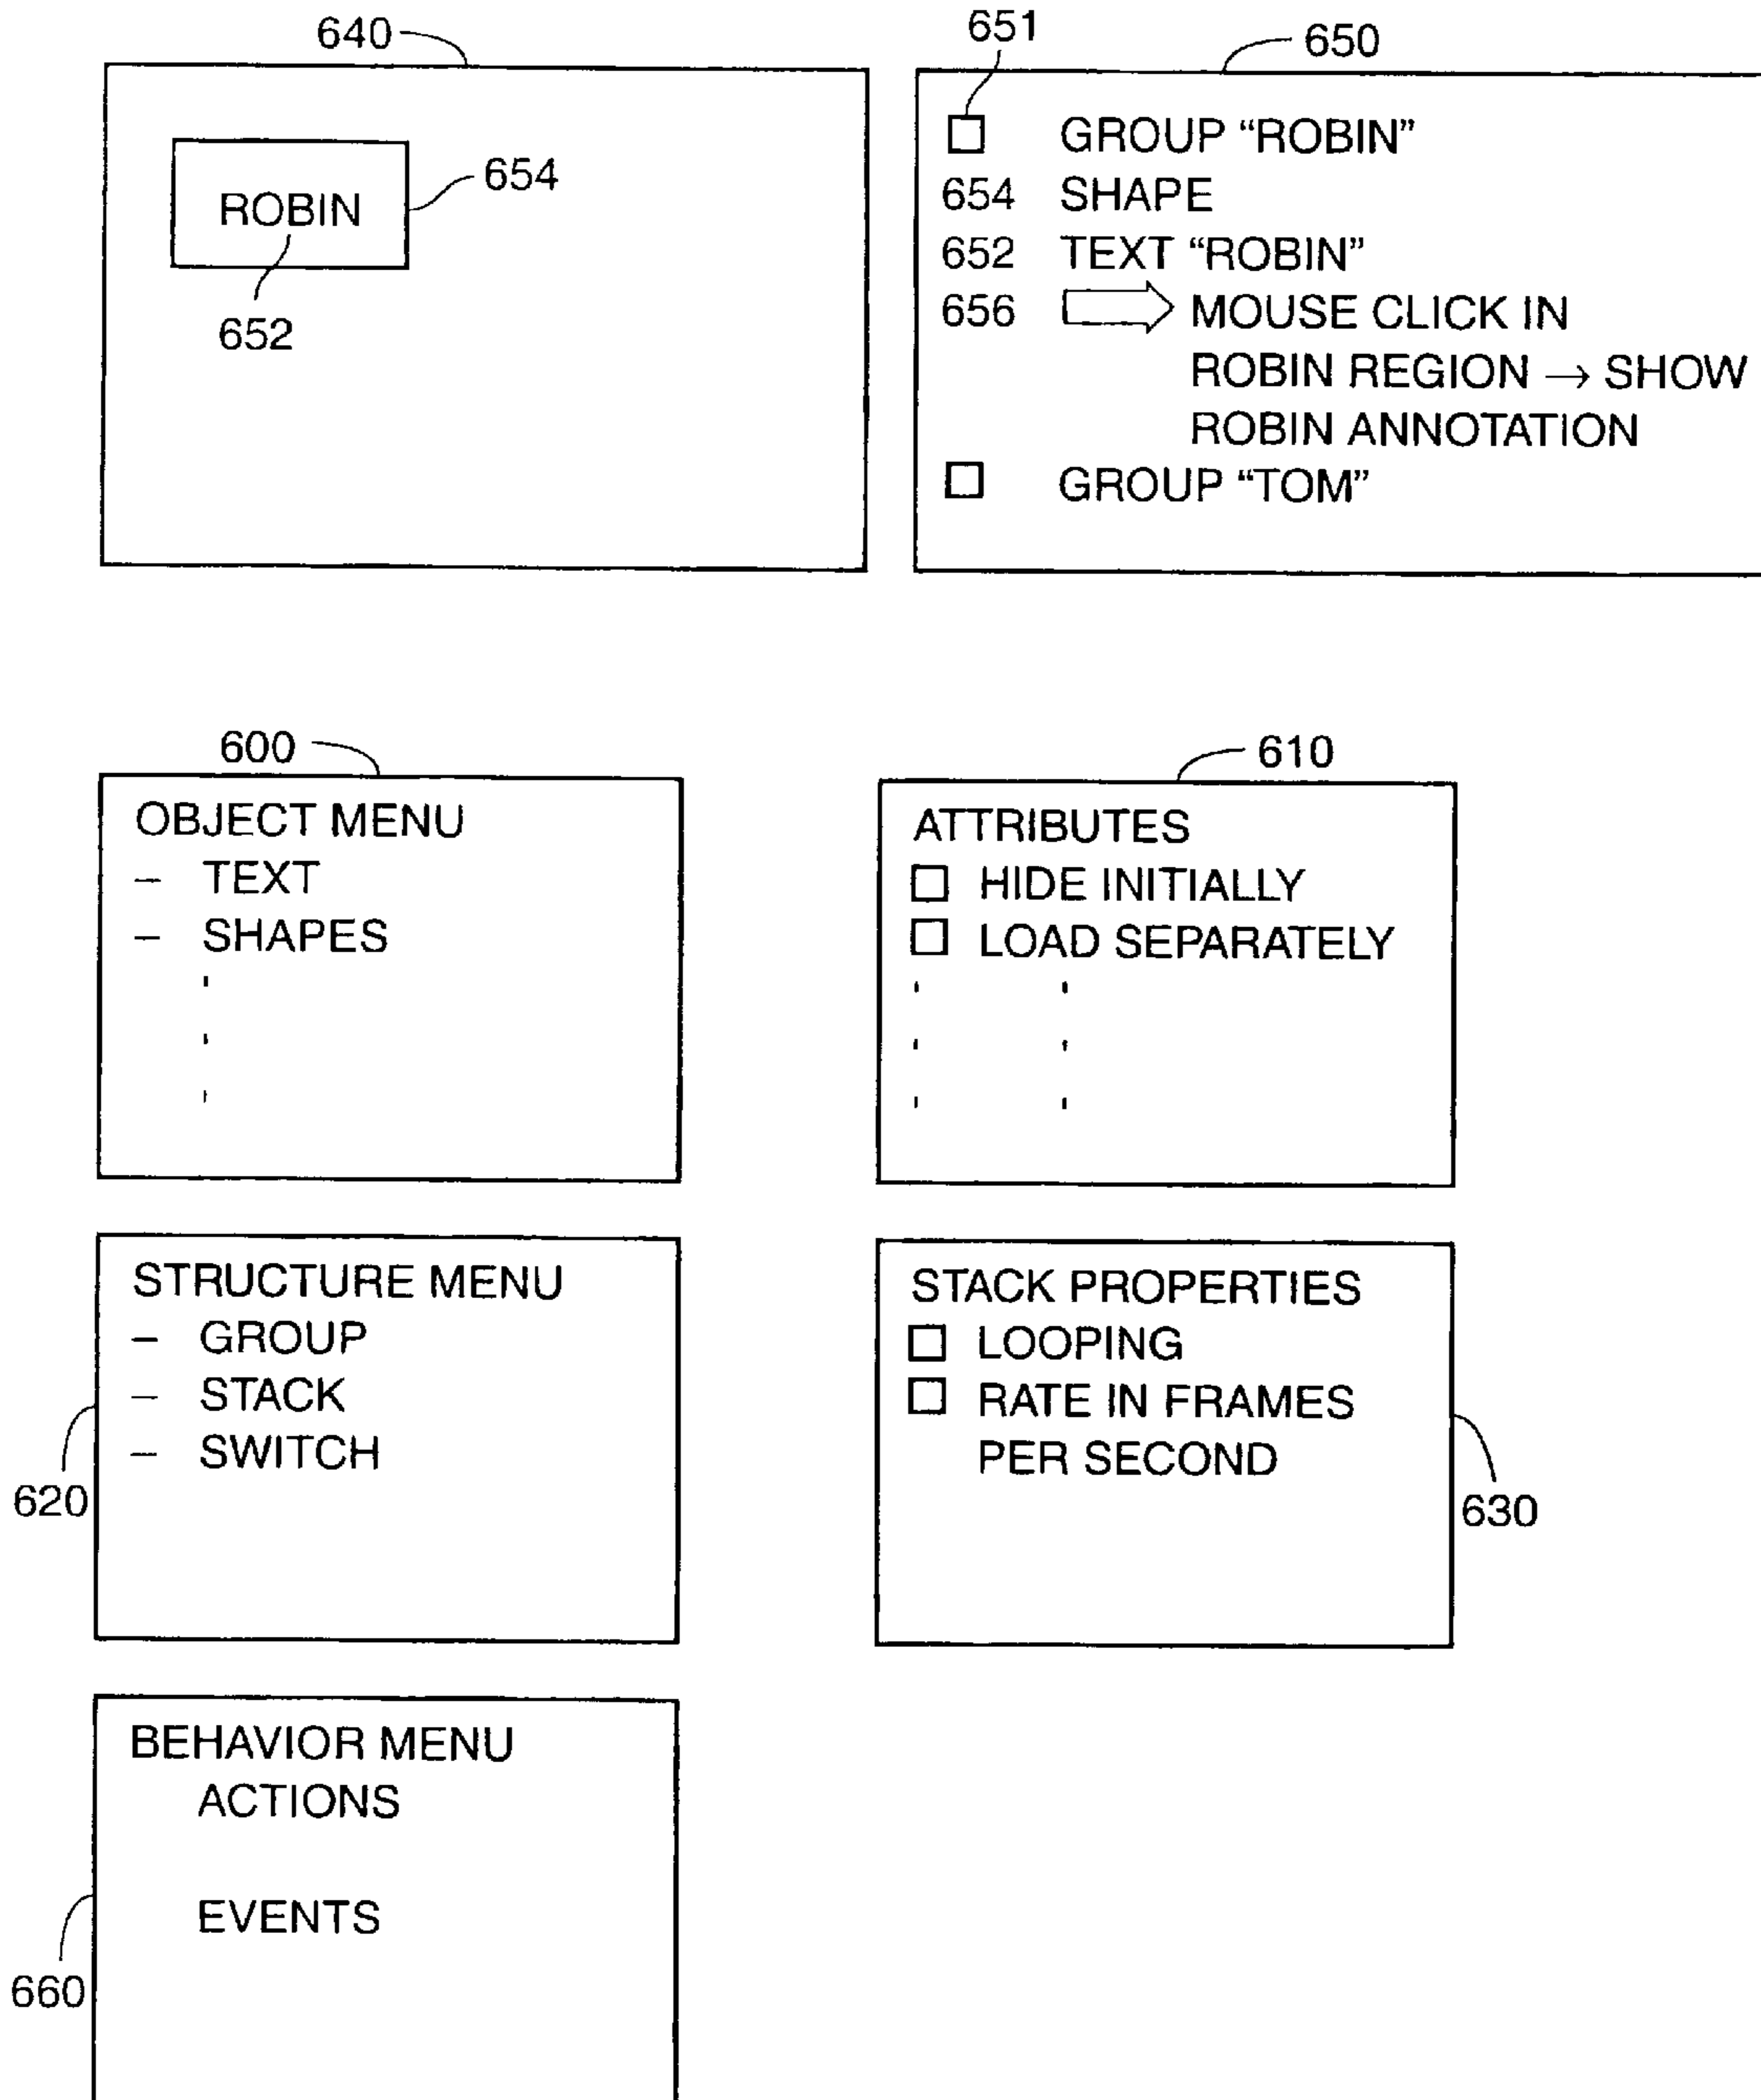 640
ROBIN
654
652
651
650
□ GROUP “ROBIN”
654 SHAPE
652 TEXT “ROBIN”
656 MOUSE CLICK IN
ROBIN REGION → SHOW
ROBIN ANNOTATION
□ GROUP “TOM”
600
OBJECT MENU
– TEXT
– SHAPES
610
ATTRIBUTES
□ HIDE INITIALLY
□ LOAD SEPARATELY
STRUCTURE MENU
– GROUP
– STACK
– SWITCH
620
STACK PROPERTIES
□ LOOPING
□ RATE IN FRAMES
PER SECOND
630
BEHAVIOR MENU
ACTIONS
EVENTS
660